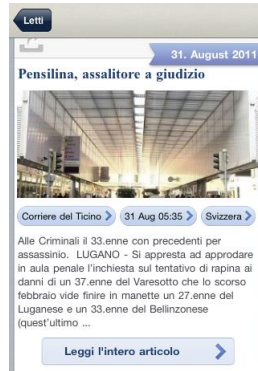 Letti
31. August 2011
Pensilina, assalitore a giudizio
Corriere del Ticino
31 Aug 05:35
Svizzera
Alle Criminali il 33.enne con precedenti per
assassinio. LUGANO - Si appresta ad approdare
in aula penale l'inchiesta sul tentativo di rapina ai
danni di un 37.enne del Varesotto che lo scorso
febbraio vide finire in manette un 27.enne del
Luganese e un 33.enne del Bellinzonese
(quest'ultimo ...
Leggi l'intero articolo